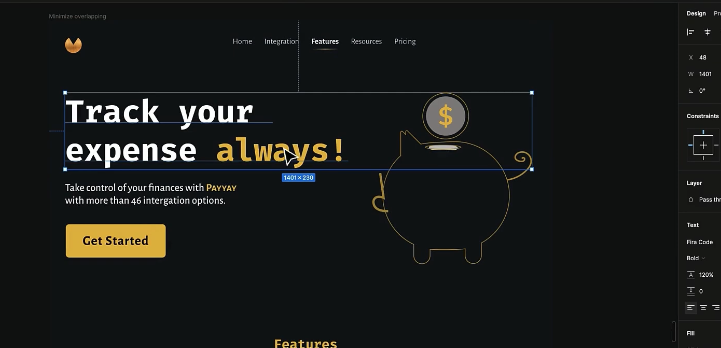 Minimize overlapping
Design
Home Integration Features Resources Pricing
X 48
W 1401
0°
Constraints
Track your
expense always!
$
1401 × 230
Take control of your finances with PAYYAY
with more than 46 intergation options.
Get Started
Layer
Pass
Text
Fira Code
Bold
A 120%
0
Fill
Features